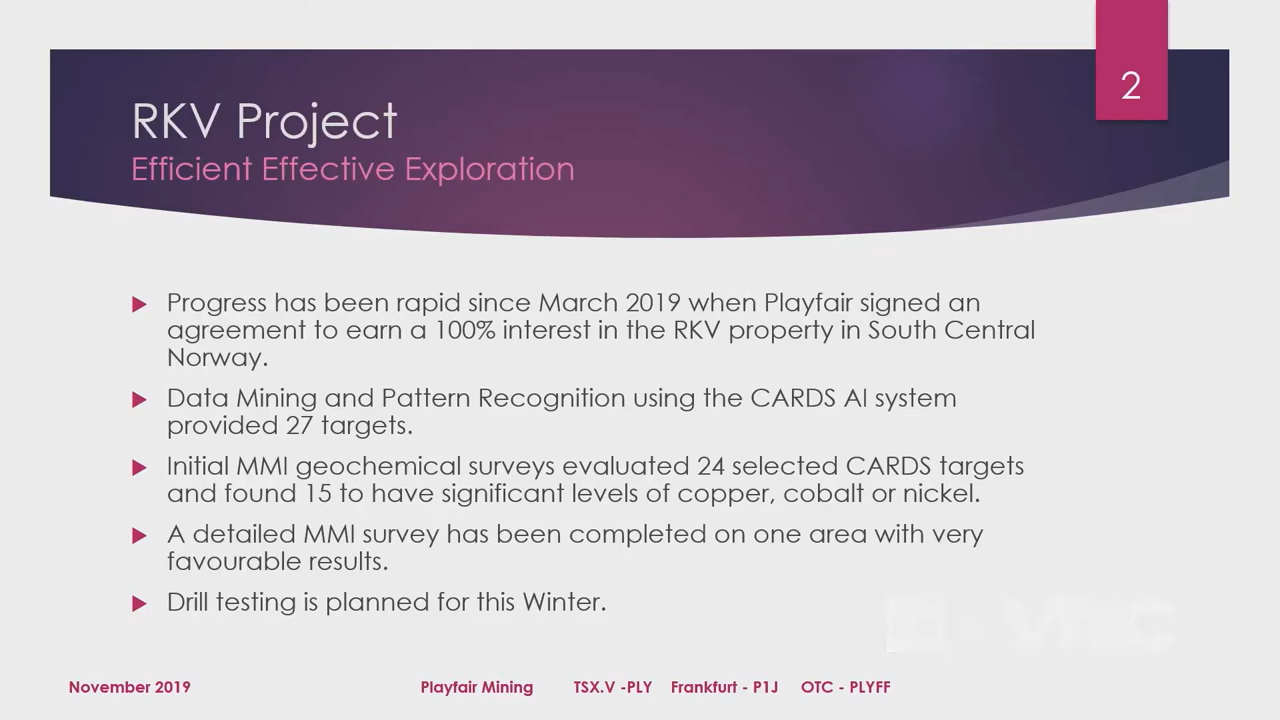 2
RKV Project
Efficient Effective Exploration
Progress has been rapid since March 2019 when Playfair signed an
agreement to earn a 100% interest in the RKV property in South Central
Norway.
Data Mining and Pattern Recognition using the CARDS AI system
provided 27 targets.
Initial MMI geochemical surveys evaluated 24 selected CARDS targets
and found 15 to have significant levels of copper, cobalt or nickel.
A detailed MMI survey has been completed on one area with very
favourable results.
Drill testing is planned for this Winter.
November 2019 Playfair Mining TSX.V -PLY Frankfurt - P1J OTC - PLYFF